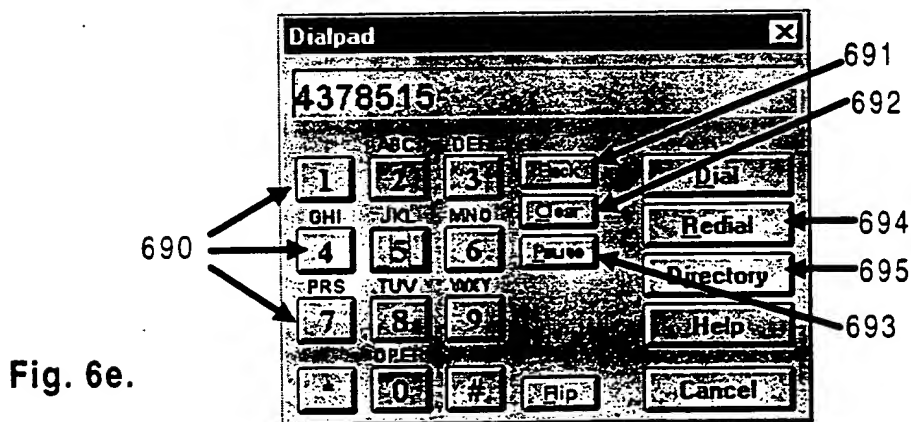 Dialpad
691
4378515
692
ABC DEF
1 2 3 Back Dial
GHI JKL MNO Clear
Redial 694
690 4 5 6 Pause
Directory 695
PRS TUV WXY
7 8 9 Help 693
OPER
Fig. 6e.
0 # Flip Cancel